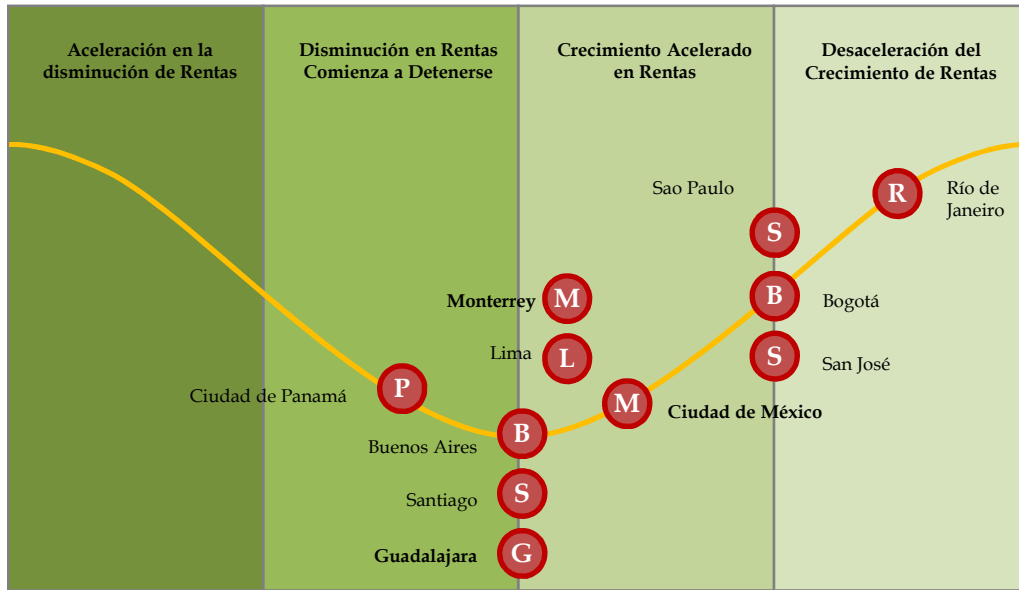 Aceleración en la
disminución de Rentas
Disminución en Rentas
Comienza a Detenerse
Crecimiento Acelerado
en Rentas
Desaceleración del
Crecimiento de Rentas
Sao Paulo
S
R
Río de
Janeiro
Monterrey
M
B
Bogotá
Lima
L
S
San José
Ciudad de Panamá
P
M
Ciudad de México
Buenos Aires
B
Santiago
S
Guadalajara
G